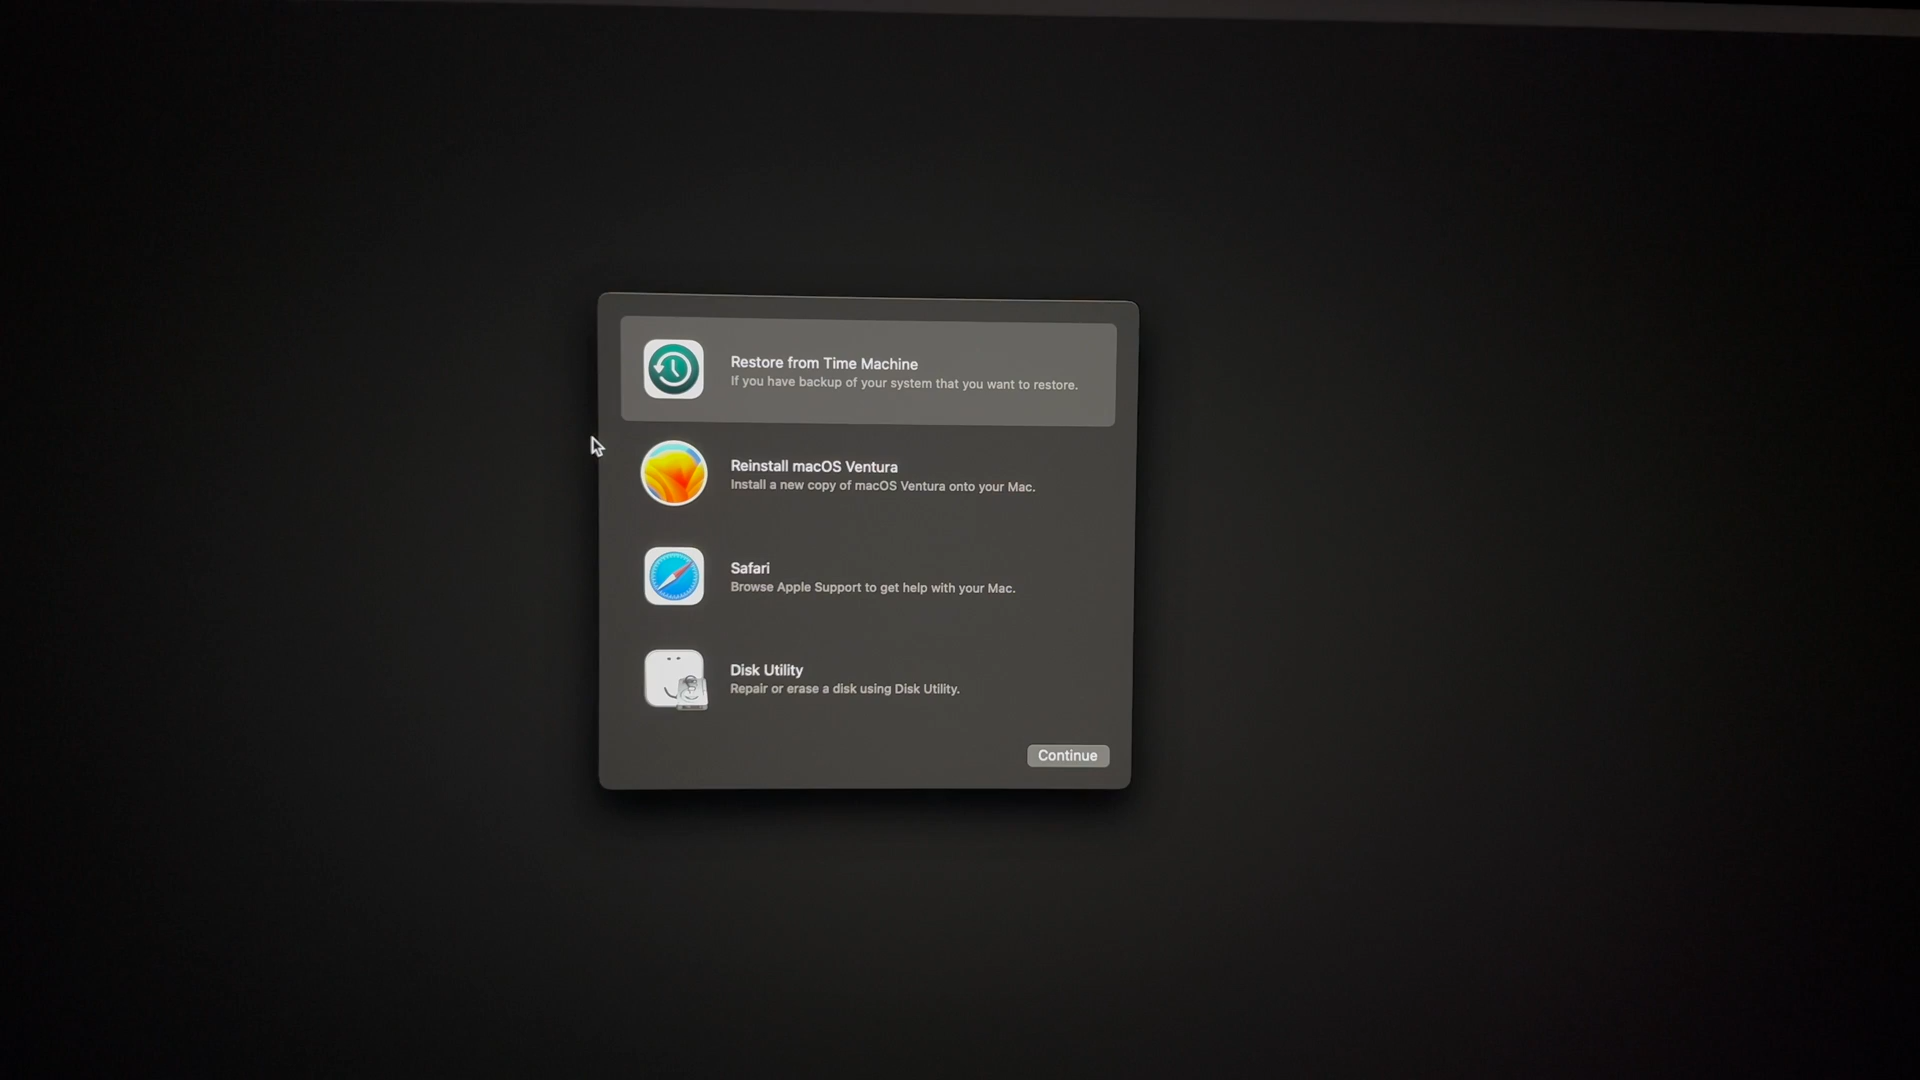 Restore from Time Machine
If you have backup of your system that you want to restore.
Reinstall macOS Ventura
Install a new copy of macOS Ventura onto your Mac.
Safari
Browse Apple Support to get help with your Mac.
Disk Utility
Repair or erase a disk using Disk Utility.
Continue